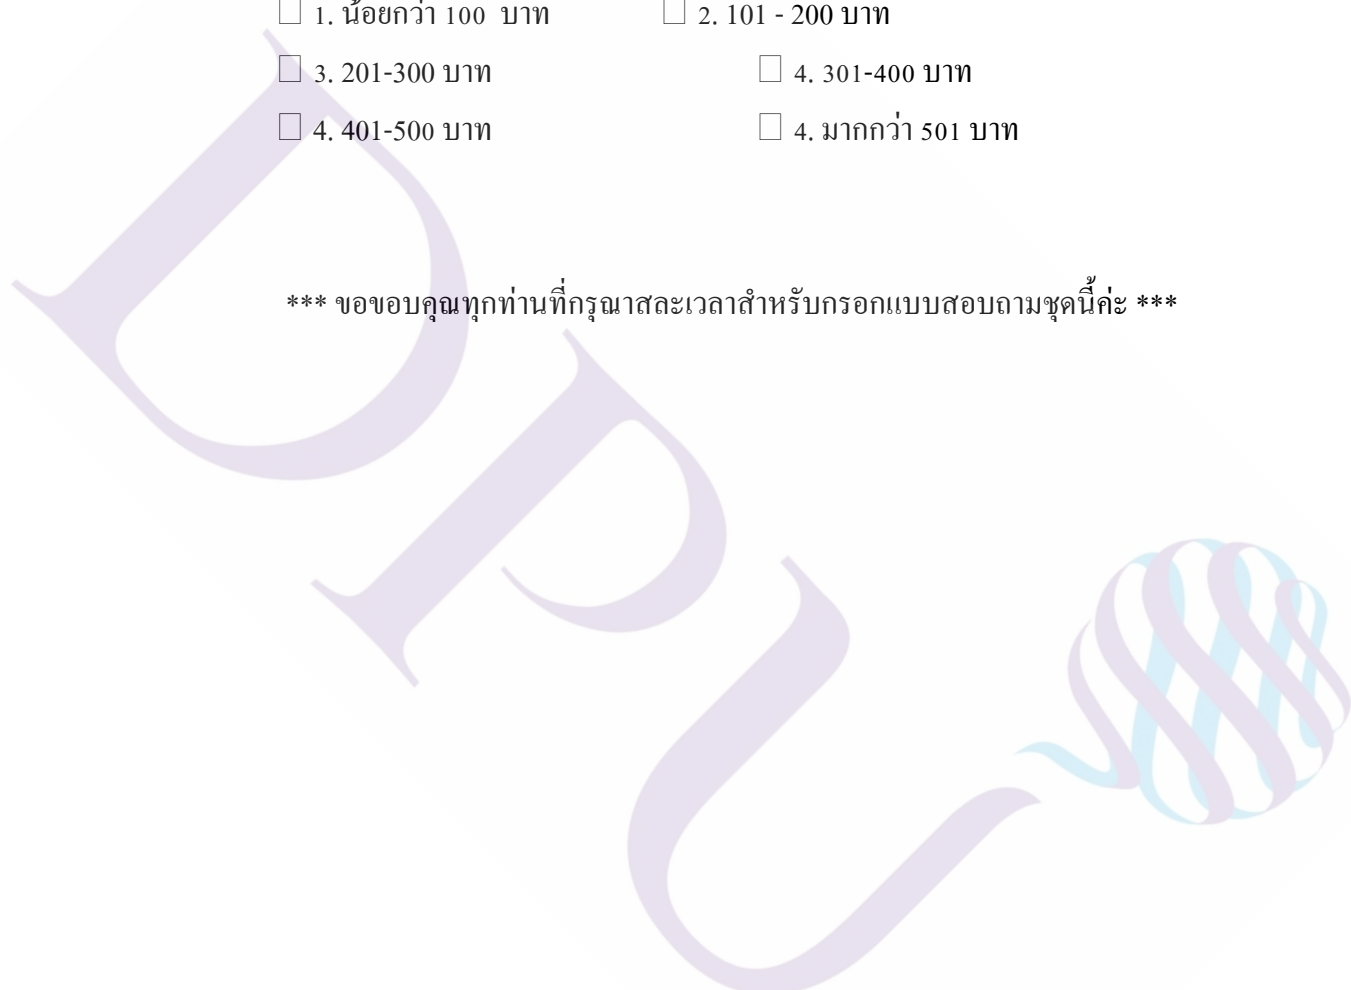 ☐ 1. น้อยกว่า 100 บาท ☐ 2. 101 - 200 บาท
☐ 3. 201-300 บาท ☐ 4. 301-400 บาท
☐ 4. 401-500 บาท ☐ 4. มากกว่า 501 บาท
*** ขอขอบคุณทุกท่านที่กรุณาสละเวลาสำหรับกรอกแบบสอบถามชุดนี้ค่ะ ***
DPU